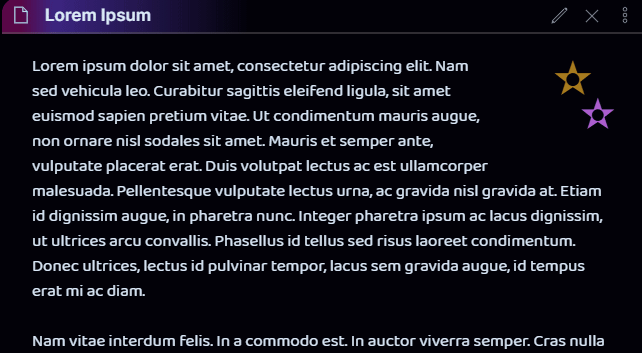 Lorem Ipsum
Lorem ipsum dolor sit amet, consectetur adipiscing elit. Nam
sed vehicula leo. Curabitur sagittis eleifend ligula, sit amet
euismod sapien pretium vitae. Ut condimentum mauris augue,
non ornare nisl sodales sit amet. Mauris et semper ante,
vulputate placerat erat. Duis volutpat lectus ac est ullamcorper
malesuada. Pellentesque vulputate lectus urna, ac gravida nisl gravida at. Etiam
id dignissim augue, in pharetra nunc. Integer pharetra ipsum ac lacus dignissim,
ut ultrices arcu convallis. Phasellus id tellus sed risus laoreet condimentum.
Donec ultrices, lectus id pulvinar tempor, lacus sem gravida augue, id tempus
erat mi ac diam.
Nam vitae interdum felis. In a commodo est. In auctor viverra semper. Cras nulla